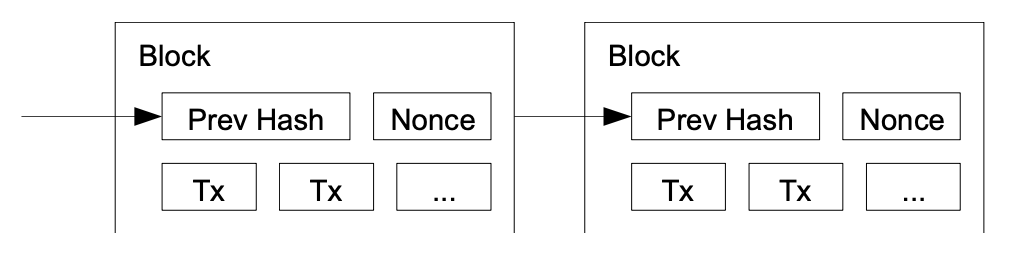 Block Block
Prev Hash Nonce Prev Hash Nonce
Tx Tx ... Tx Tx ...